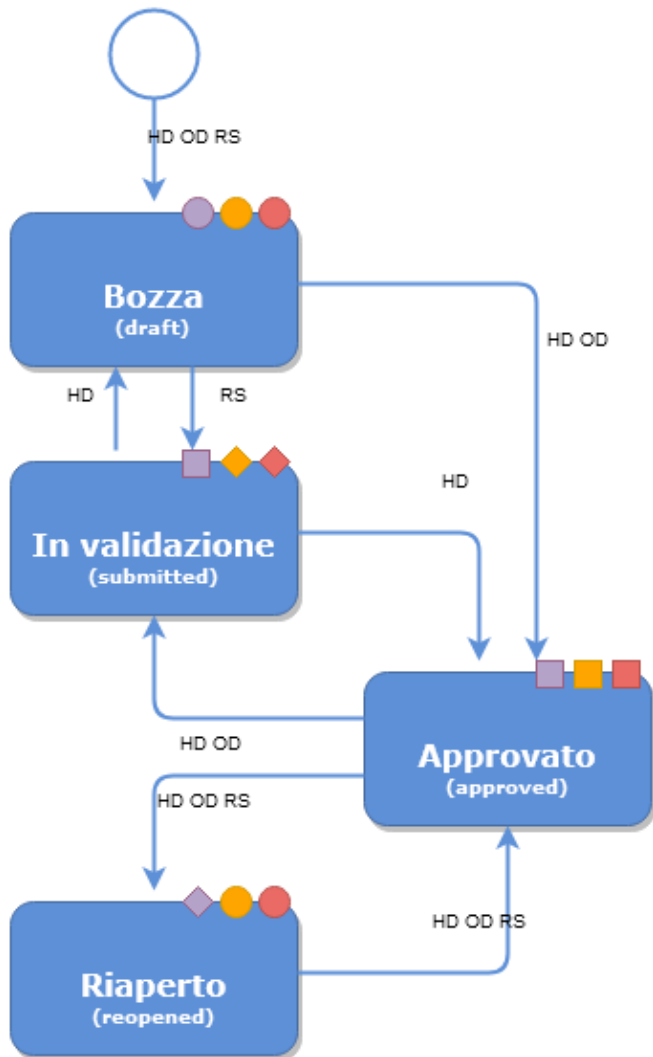 HD OD RS
Bozza
(draft)
HD OD
HD
RS
HD
In validazione
(submitted)
HD OD
Approvato
(approved)
HD OD RS
HD OD RS
Riaperto
(reopened)